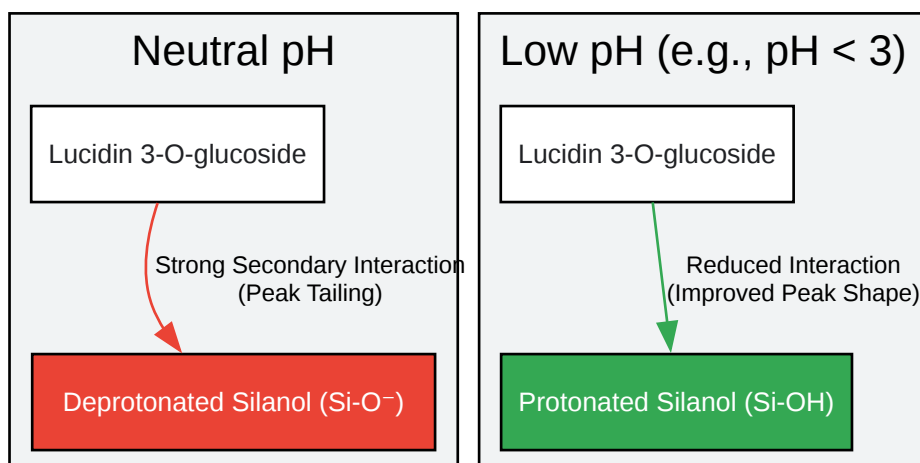 Neutral pH
Lucidin 3-O-glucoside
Strong Secondary Interaction
(Peak Tailing)
Deprotonated Silanol (Si-O⁻)
Low pH (e.g., pH < 3)
Lucidin 3-O-glucoside
Reduced Interaction
(Improved Peak Shape)
Protonated Silanol (Si-OH)